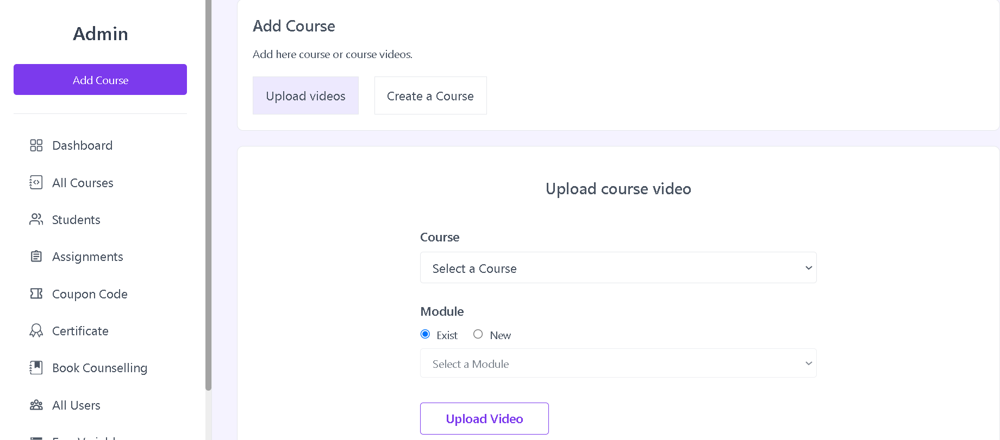 Admin
Add Course
Dashboard
All Courses
Students
Assignments
Coupon Code
Certificate
Book Counselling
All Users
Add Course
Add here course or course videos.
Upload videos
Create a Course
Upload course video
Course
Select a Course
Module
Exist New
Select a Module
Upload Video